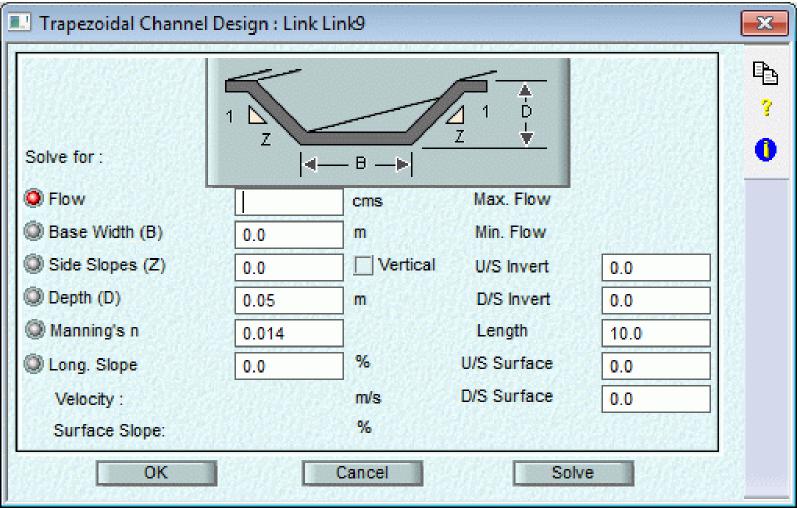 Trapezoidal Channel Design : Link Link9
1 Z B Z 1 D
Solve for :
Flow cms Max. Flow
Base Width (B) 0.0 m Min. Flow
Side Slopes (Z) 0.0 Vertical U/S Invert 0.0
Depth (D) 0.05 m D/S Invert 0.0
Manning's n 0.014 Length 10.0
Long. Slope 0.0 % U/S Surface 0.0
Velocity : m/s D/S Surface 0.0
Surface Slope: %
OK Cancel Solve
?
i